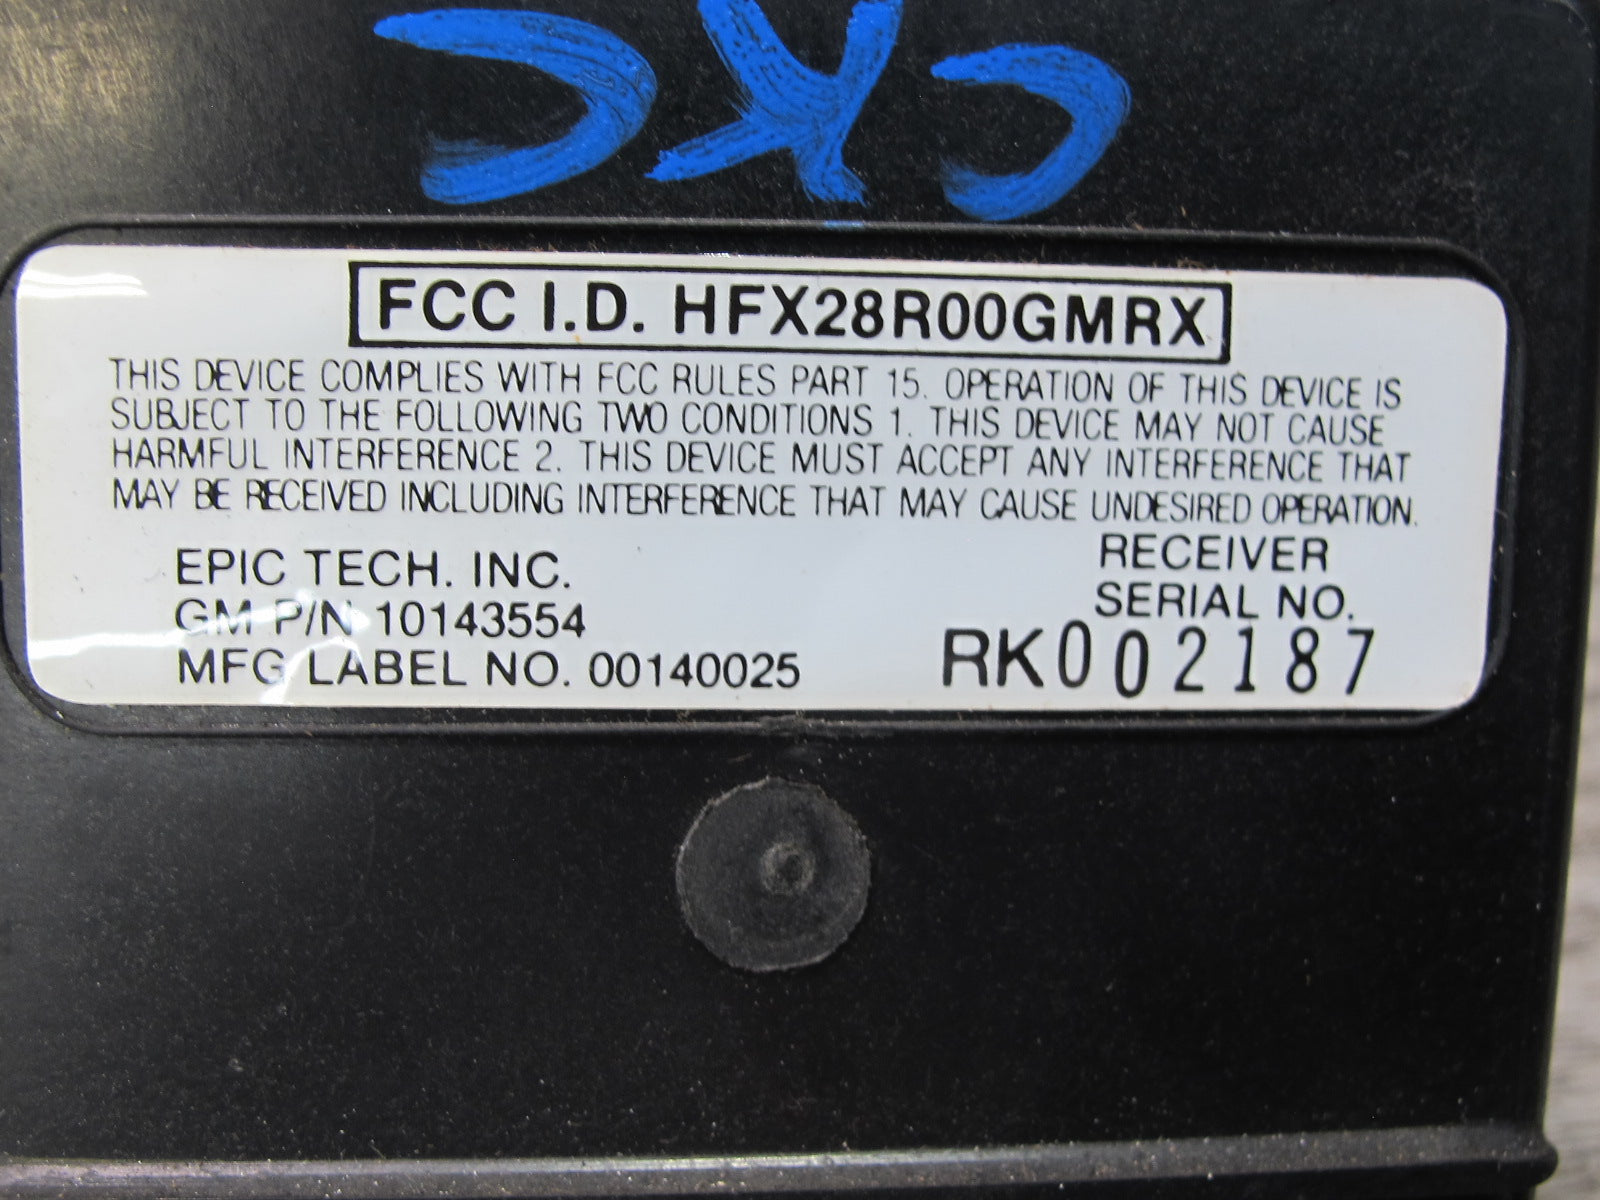 FCC I.D. HFX28R00GMRX
THIS DEVICE COMPLIES WITH FCC RULES PART 15. OPERATION OF THIS DEVICE IS
SUBJECT TO THE FOLLOWING TWO CONDITIONS 1. THIS DEVICE MAY NOT CAUSE
HARMFUL INTERFERENCE 2. THIS DEVICE MUST ACCEPT ANY INTERFERENCE THAT
MAY BE RECEIVED INCLUDING INTERFERENCE THAT MAY CAUSE UNDESIRED OPERATION.
EPIC TECH. INC.
GM P/N 10143554
MFG LABEL NO. 00140025
RECEIVER
SERIAL NO.
RK002187